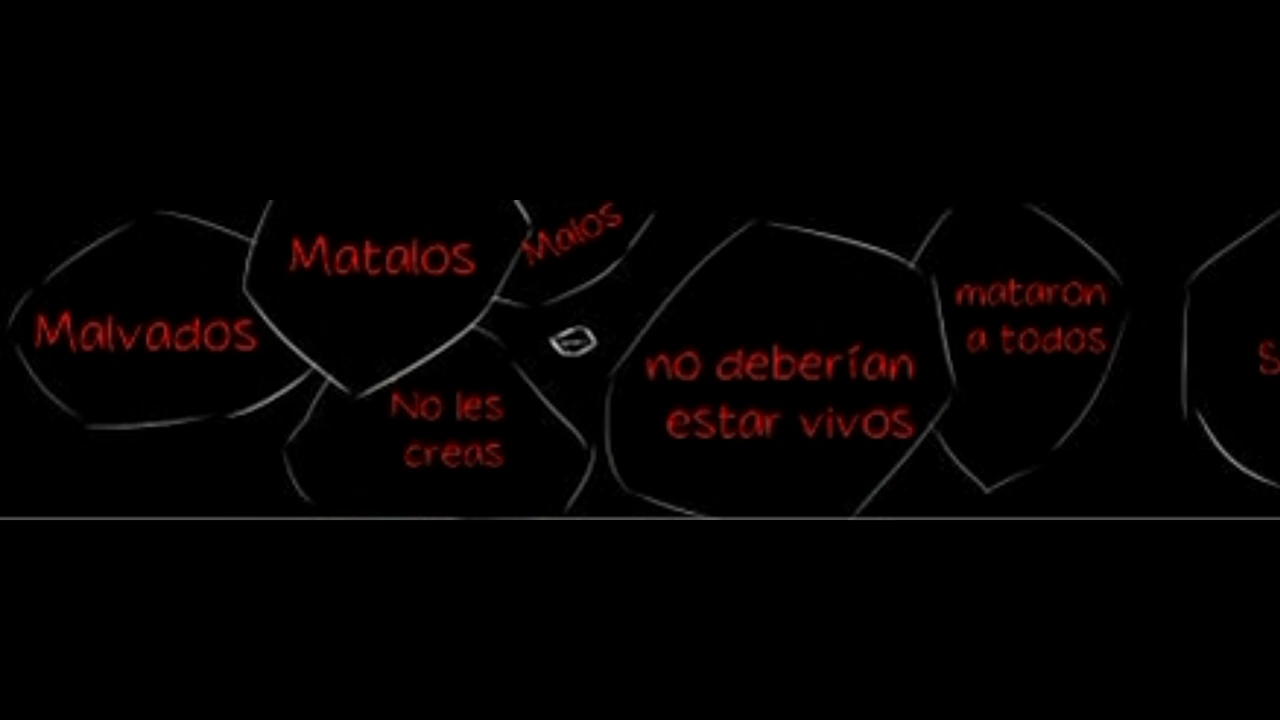 Malvados
Matalos
Malos
No les
creas
no deberían
estar vivos
mataron
a todos
S